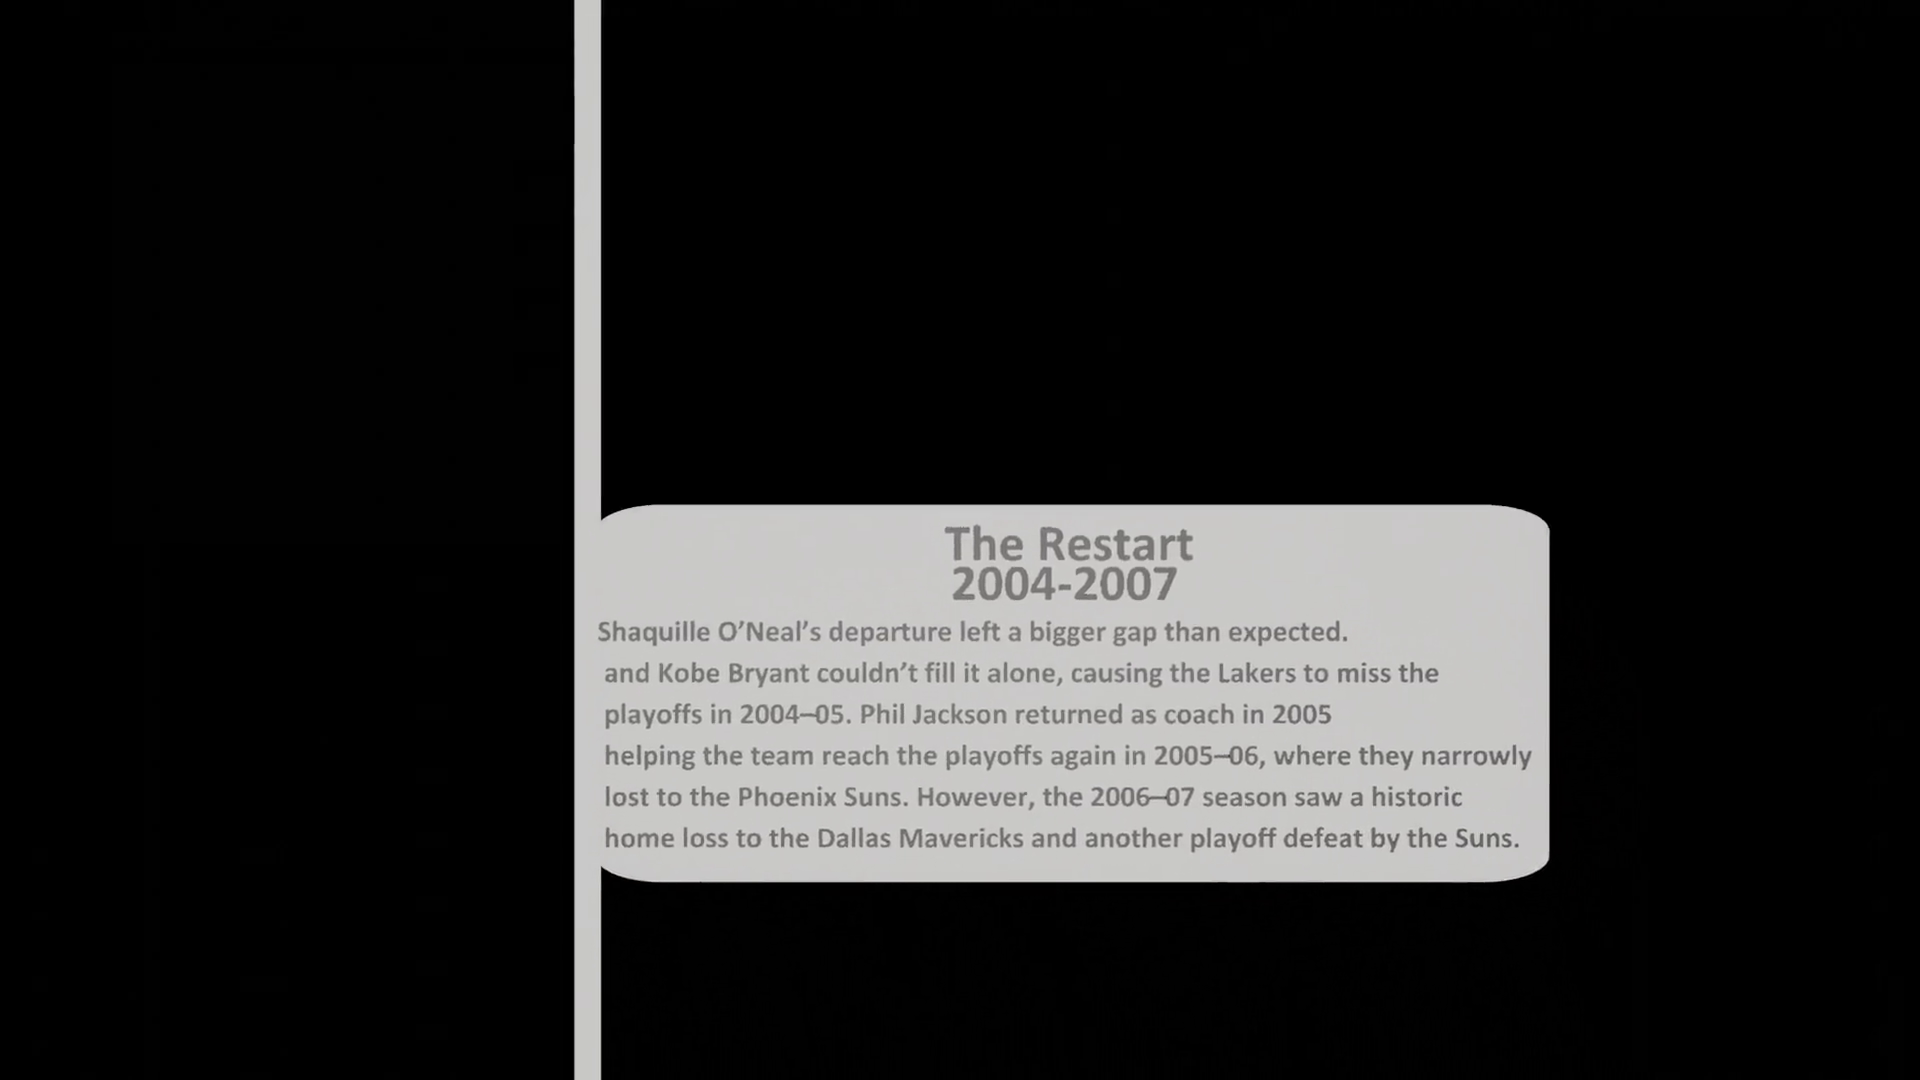 The Restart
2004-2007
Shaquille O’Neal’s departure left a bigger gap than expected.
and Kobe Bryant couldn’t fill it alone, causing the Lakers to miss the
playoffs in 2004–05. Phil Jackson returned as coach in 2005
helping the team reach the playoffs again in 2005–06, where they narrowly
lost to the Phoenix Suns. However, the 2006–07 season saw a historic
home loss to the Dallas Mavericks and another playoff defeat by the Suns.